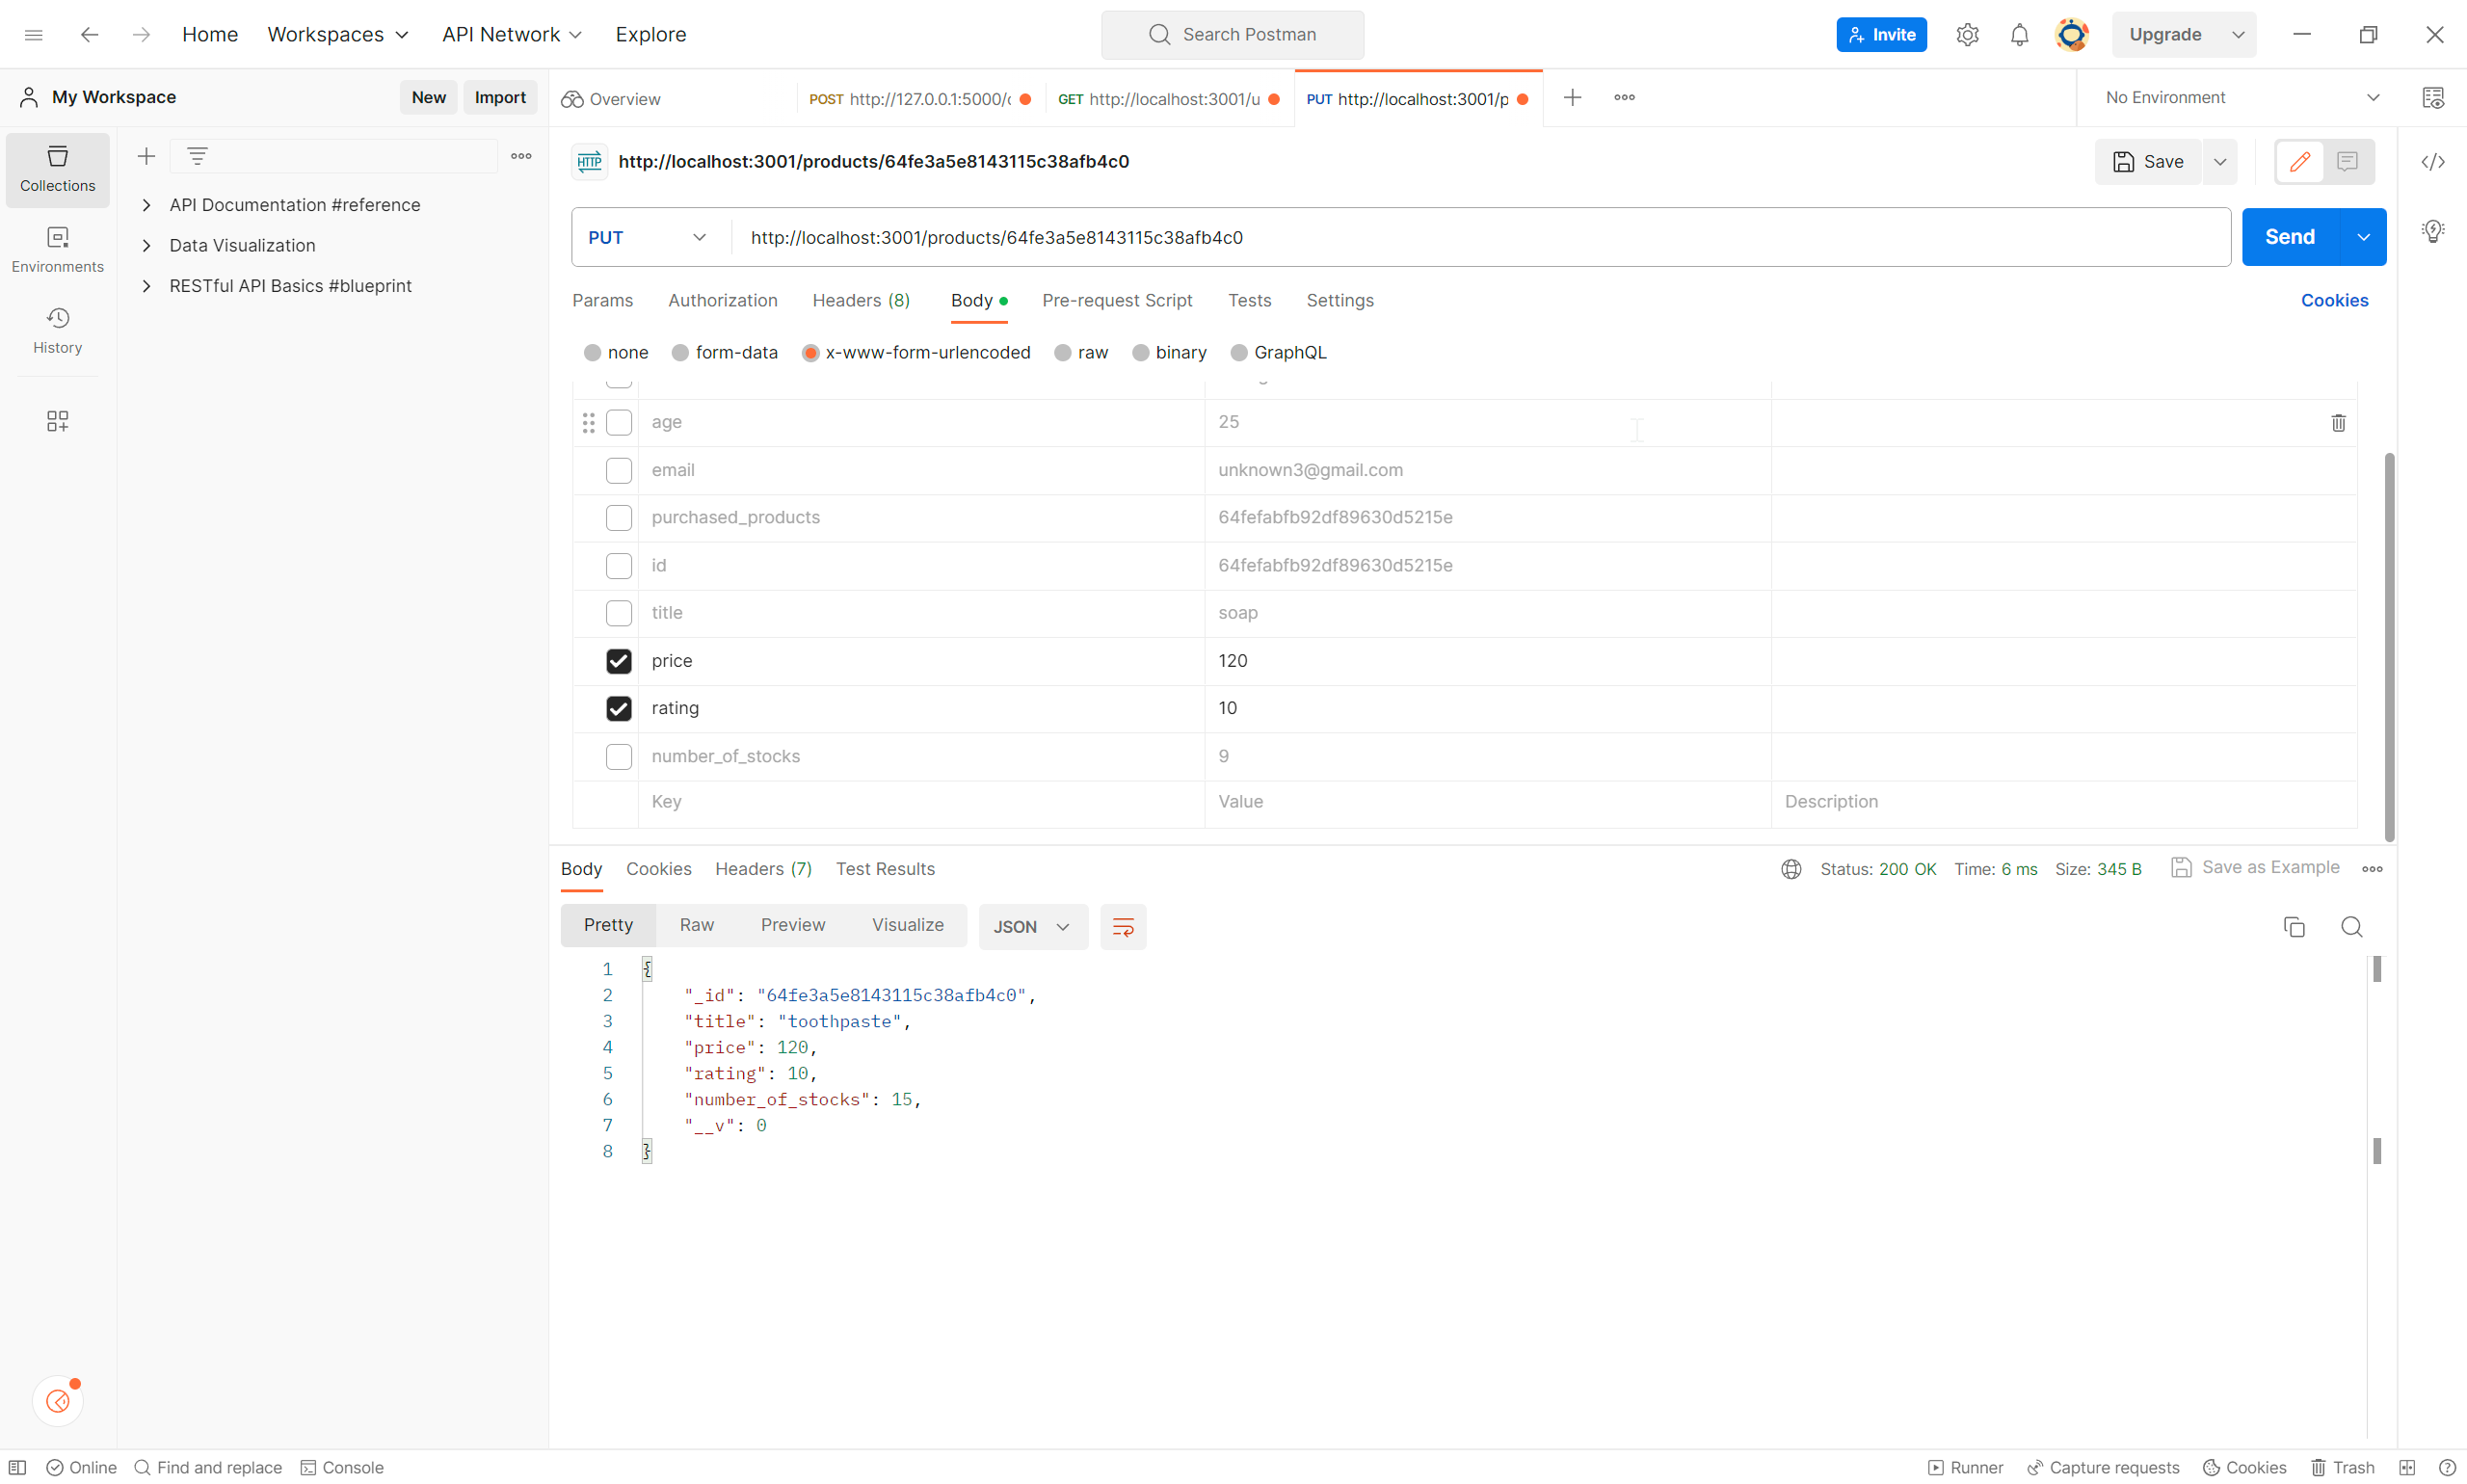 Home Workspaces API Network Explore Search Postman Invite Upgrade
My Workspace New Import Overview POST http://127.0.0.1:5000/ GET http://localhost:3001/u PUT http://localhost:3001/p No Environment
Collections
Environments
History
API Documentation #reference
Data Visualization
RESTful API Basics #blueprint
HTTP http://localhost:3001/products/64fe3a5e8143115c38afb4c0 Save
PUT http://localhost:3001/products/64fe3a5e8143115c38afb4c0 Send
Params Authorization Headers (8) Body Pre-request Script Tests Settings Cookies
none form-data x-www-form-urlencoded raw binary GraphQL
age 25
email unknown3@gmail.com
purchased_products 64fefabfb92df89630d5215e
id 64fefabfb92df89630d5215e
title soap
price 120
rating 10
number_of_stocks 9
Key Value Description
Body Cookies Headers (7) Test Results Status: 200 OK Time: 6 ms Size: 345 B Save as Example
Pretty Raw Preview Visualize JSON
1 {
2 "_id": "64fe3a5e8143115c38afb4c0",
3 "title": "toothpaste",
4 "price": 120,
5 "rating": 10,
6 "number_of_stocks": 15,
7 "__v": 0
8 }
Online Find and replace Console Runner Capture requests Cookies Trash